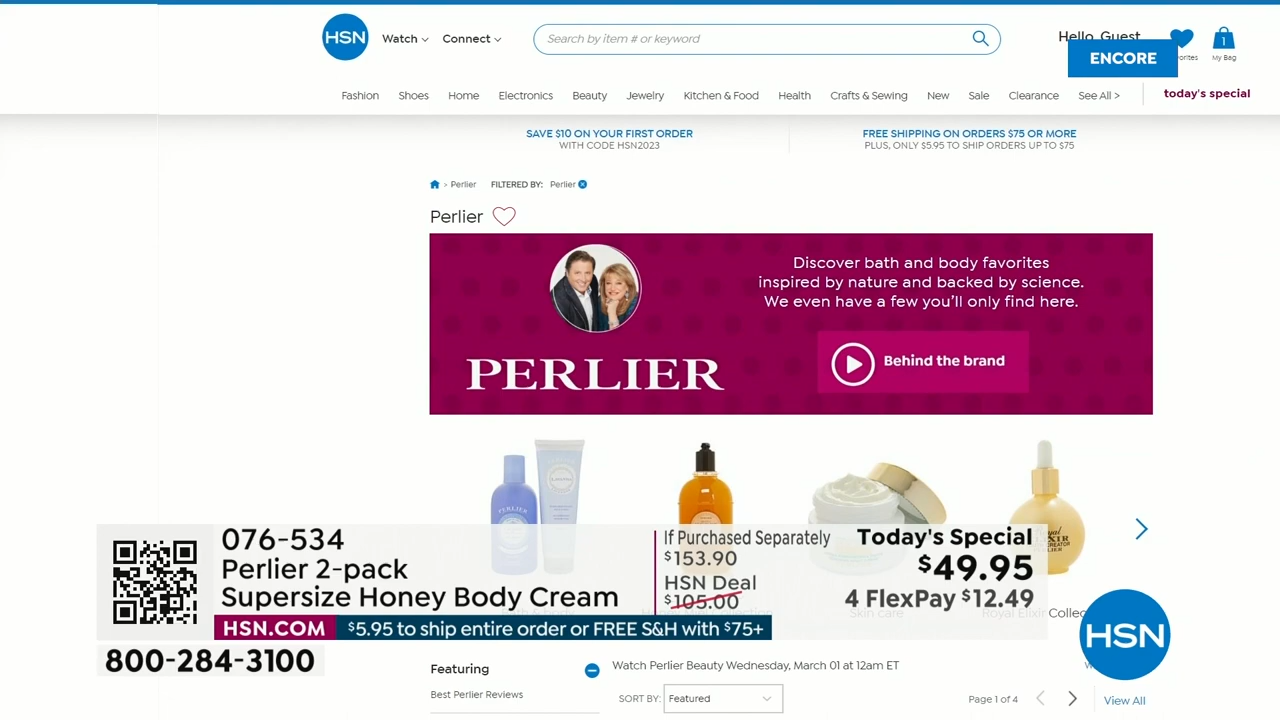 HSN
Watch
Connect
Search by item # or keyword
Hello, Guest
ENCORE
1
My Bag
Fashion
Shoes
Home
Electronics
Beauty
Jewelry
Kitchen & Food
Health
Crafts & Sewing
New
Sale
Clearance
See All >
today's special
SAVE $10 ON YOUR FIRST ORDER
WITH CODE HSN2023
FREE SHIPPING ON ORDERS $75 OR MORE
PLUS, ONLY $5.95 TO SHIP ORDERS UP TO $75
> Perlier
FILTERED BY: Perlier
Perlier
Discover bath and body favorites
inspired by nature and backed by science.
We even have a few you'll only find here.
PERLIER
Behind the brand
076-534
Perlier 2-pack
Supersize Honey Body Cream
If Purchased Separately
$153.90
HSN Deal
$105.00
Today's Special
$49.95
4 FlexPay $12.49
HSN.COM
$5.95 to ship entire order or FREE S&H with $75+
800-284-3100
HSN
Featuring
Best Perlier Reviews
Watch Perlier Beauty Wednesday, March 01 at 12am ET
SORT BY: Featured
Page 1 of 4
View All